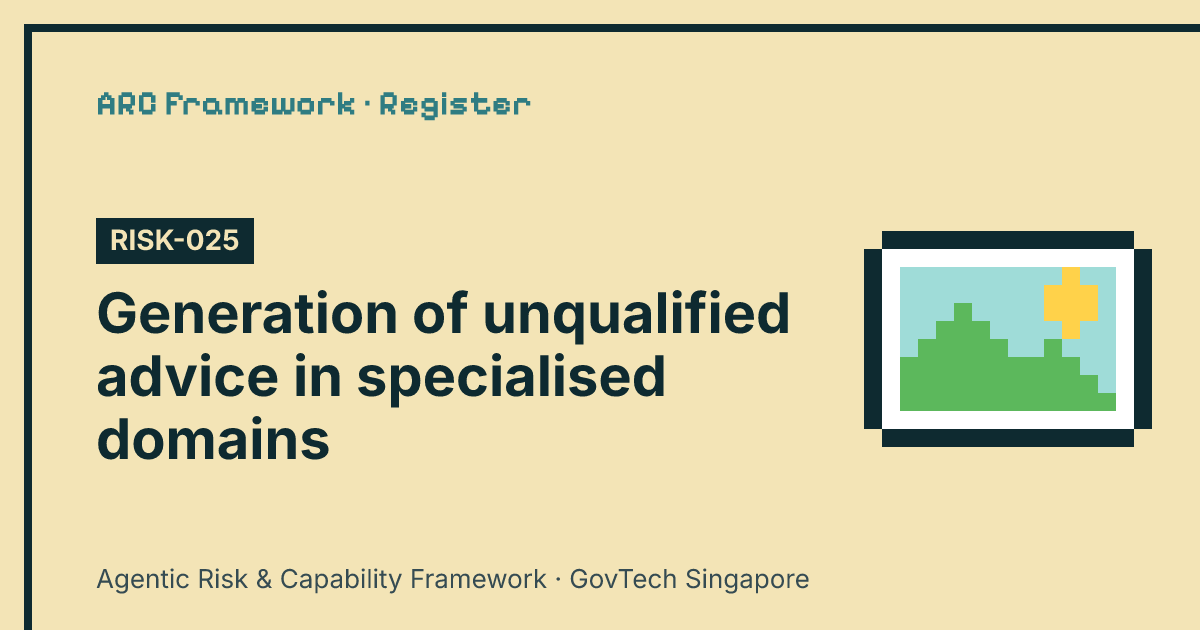 ARC Framework · Register
RISK-025
Generation of unqualified
advice in specialised
domains
Agentic Risk & Capability Framework · GovTech Singapore